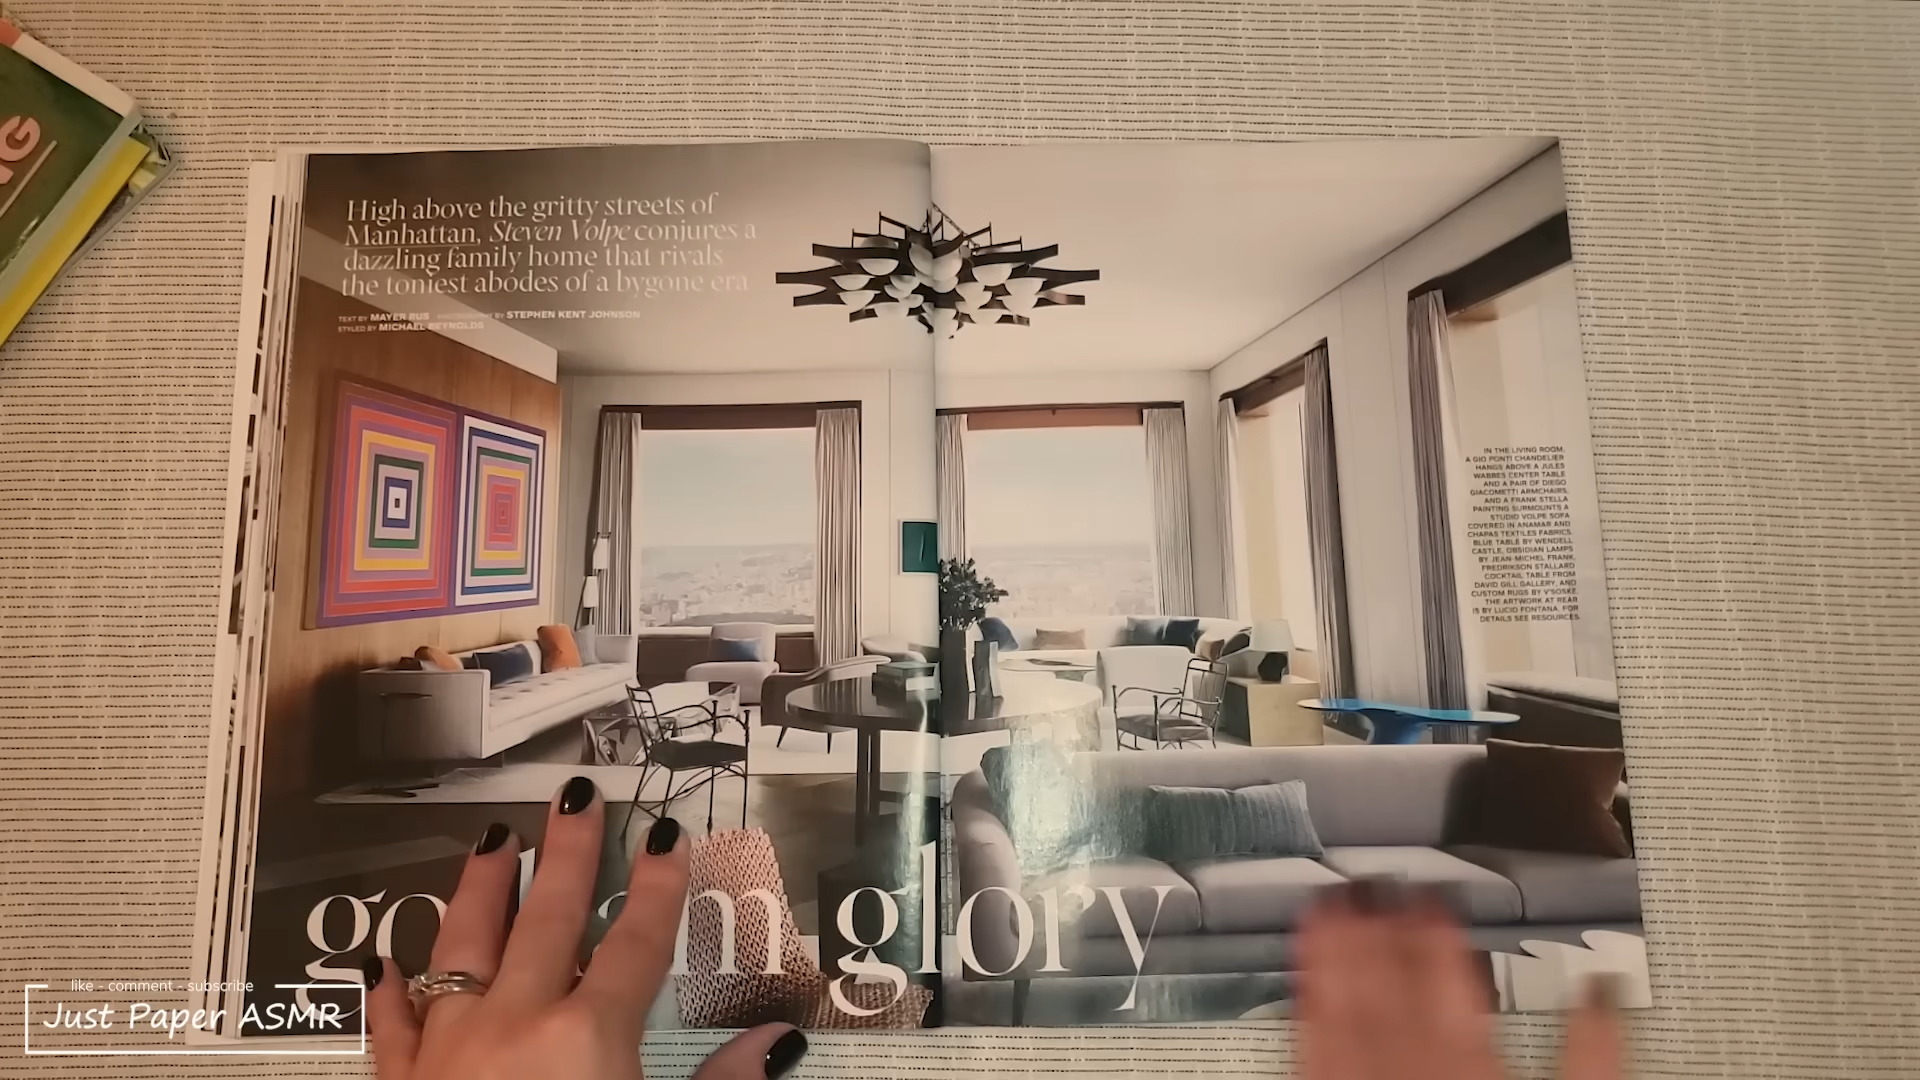 High above the gritty streets of
Manhattan, Steven Volpe conjures a
dazzling family home that rivals
the toniest abodes of a bygone era
TEXT BY MAYER RUS PHOTOGRAPHY BY STEPHEN KENT JOHNSON
STYLED BY MICHAEL REYNOLDS
IN THE LIVING ROOM,
A GIO PONTI CHANDELIER
HANGS ABOVE A JULES
WABBES CENTER TABLE
AND A PAIR OF DIEGO
GIACOMETTI ARMCHAIRS,
AND A FRANK STELLA
PAINTING SURMOUNTS A
STUDIO VOLPE SOFA
COVERED IN ANAMAR AND
CHAPAS TEXTILES FABRICS.
BLUE TABLE BY WENDELL
CASTLE, OBSIDIAN LAMPS
BY JEAN-MICHEL FRANK,
FREDRIKSON STALLARD
COCKTAIL TABLE FROM
DAVID GILL GALLERY, AND
CUSTOM RUGS BY V'SOSKE.
THE ARTWORK AT REAR
IS BY LUCIO FONTANA. FOR
DETAILS SEE RESOURCES.
glory
like - comment - subscribe
Just Paper ASMR